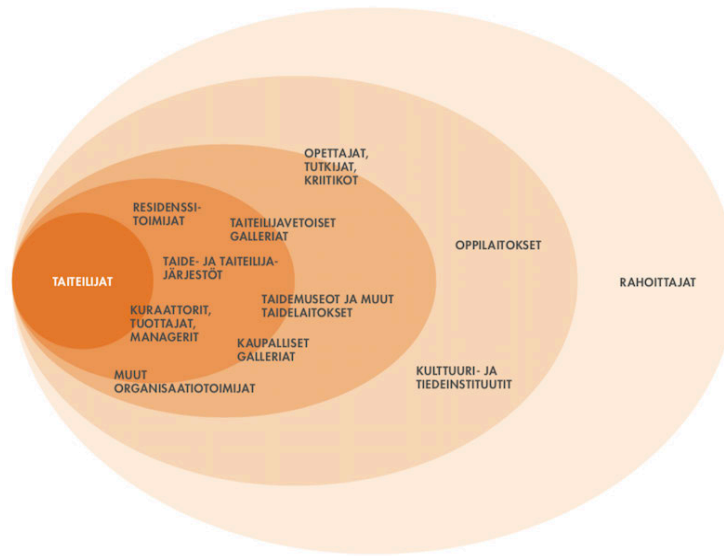 OPETTAJAT,
TUTKIJAT,
KRIITIKOT
RESIDENSSI-
TOIMIJAT
TAITEILIJAVETOISET
GALLERIAT
OPPILAITOKSET
TAIDE- JA TAITEILIJA-
JÄRJESTÖT
TAITEILIJAT
RAHOITTAJAT
TAIDEMUSEOT JA MUUT
TAIDELAITOKSET
KURAATTORIT,
TUOTTAJAT,
MANAGERIT
KAUPALLISET
GALLERIAT
MUUT
ORGANISAATIOTOIMIJAT
KULTTUURI- JA
TIEDEINSTITUUTIT